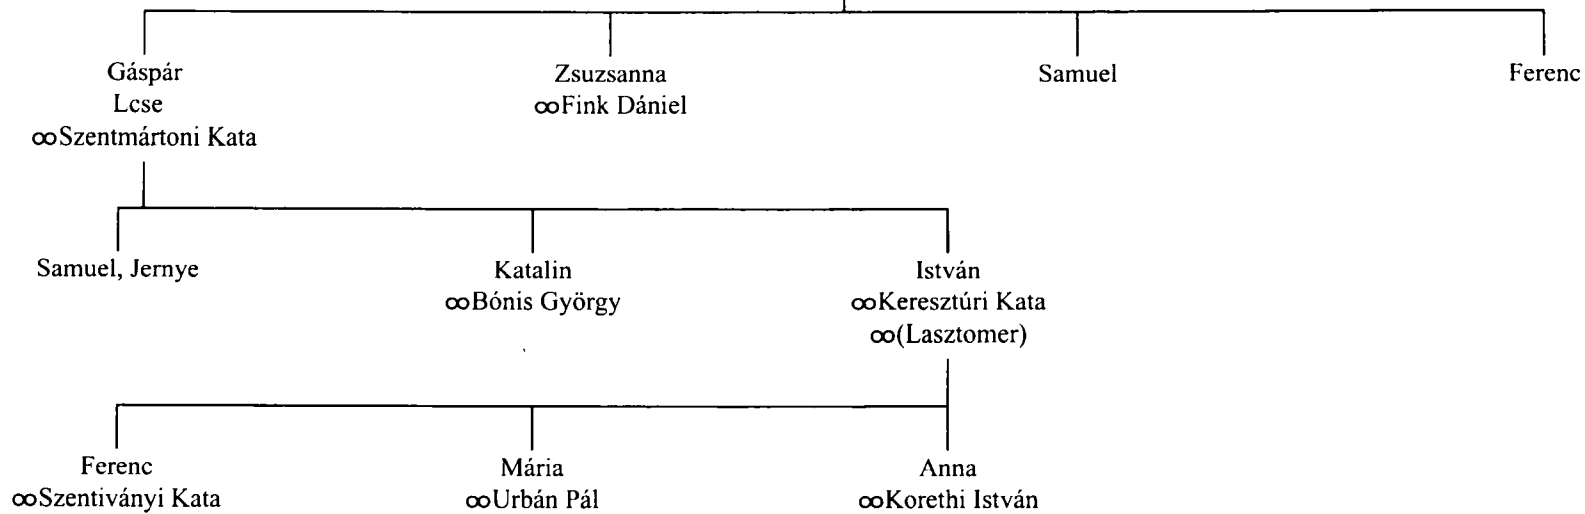 Gáspár
Lcse
∞Szentmártoni Kata
Zsuzsanna
∞Fink Dániel
Samuel
Ferenc
Samuel, Jernye
Katalin
∞Bónis György
István
∞Keresztúri Kata
∞(Lasztomer)
Ferenc
∞Szentiványi Kata
Mária
∞Urbán Pál
Anna
∞Korethi István